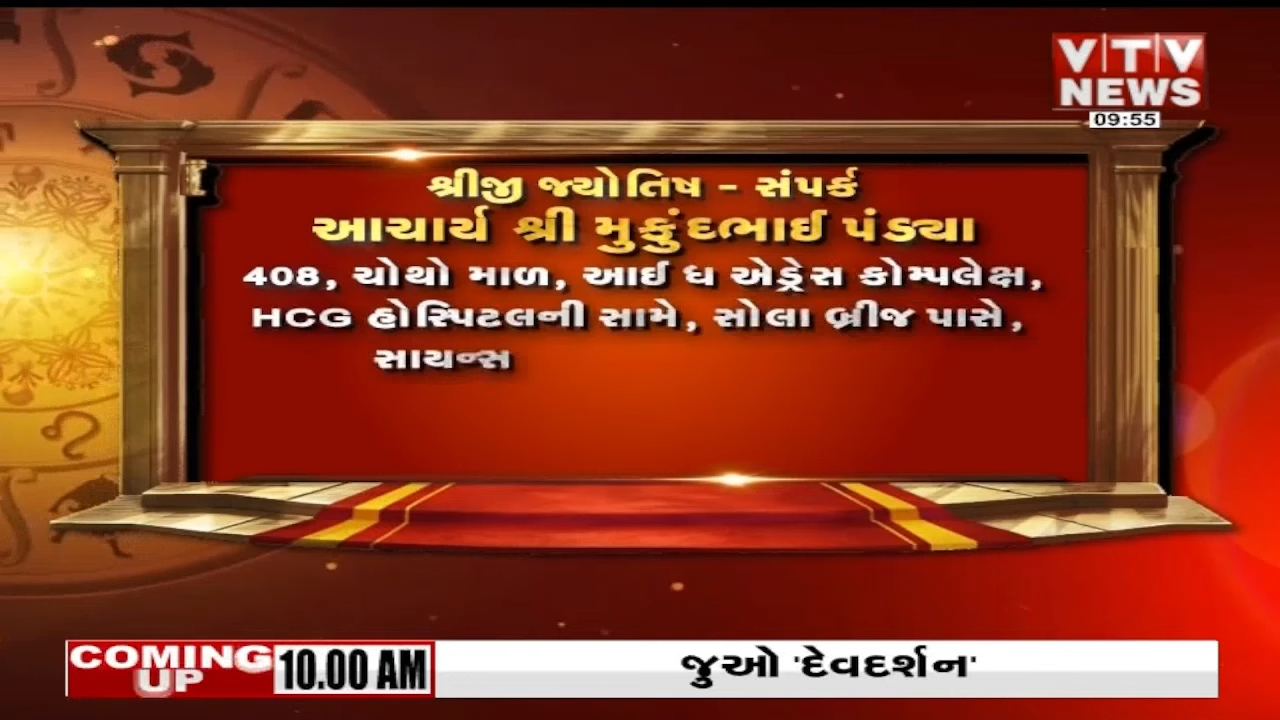 VTV
NEWS
09:55
શ્રીજી જ્યોતિષ - સંપર્ક
આચાર્ય શ્રી મુકુંદભાઈ પંડ્યા
408, ચોથો માળ, આઈ ધ એડ્રેસ કોમ્પલેક્ષ,
HCG હોસ્પિટલની સામે, સોલા બ્રીજ પાસે,
સાયન્સ
COMING
UP
10.00 AM
જુઓ 'દેવદર્શન'